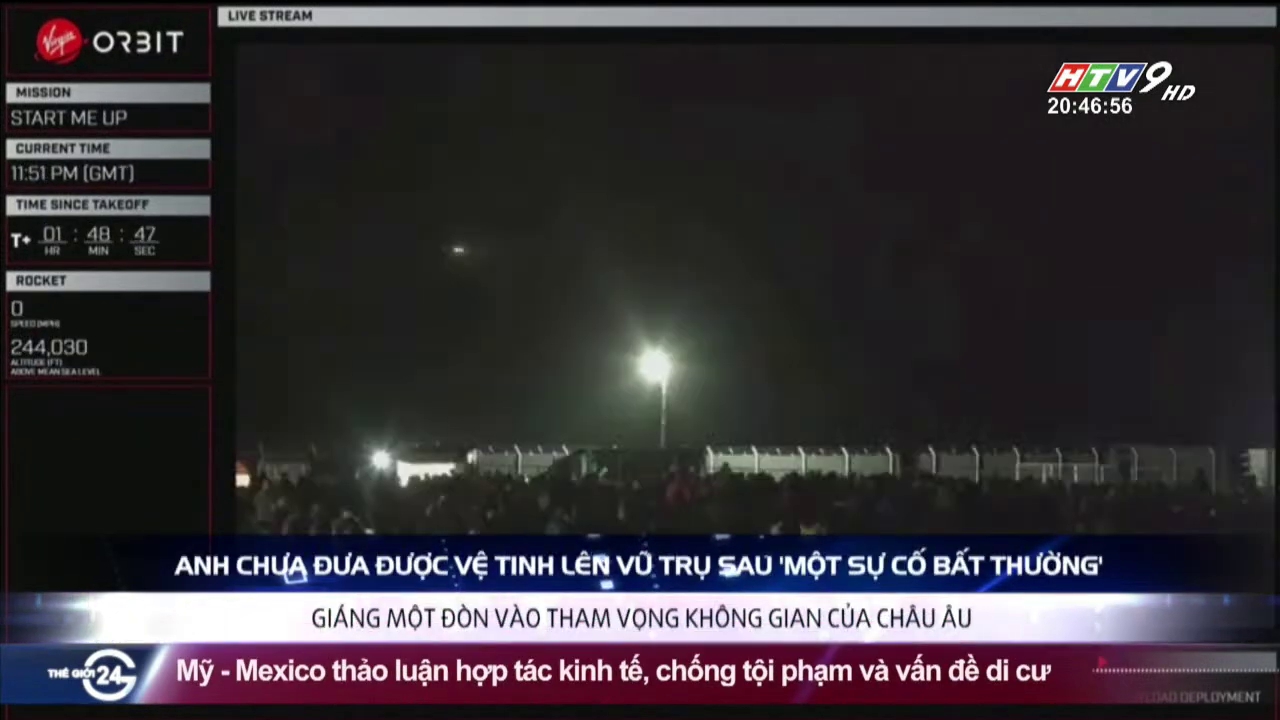 LIVE STREAM
Virgin ORBIT
HTV9 HD
20:46:56
MISSION
START ME UP
CURRENT TIME
11:51 PM (GMT)
TIME SINCE TAKEOFF
T+ 01 : 48 : 47
HR MIN SEC
ROCKET
0
SPEED (MPH)
244,030
ALTITUDE (FT)
ABOVE MEAN SEA LEVEL
ANH CHƯA ĐƯA ĐƯỢC VỆ TINH LÊN VŨ TRỤ SAU 'MỘT SỰ CỐ BẤT THƯỜNG'
GIÁNG MỘT ĐÒN VÀO THAM VỌNG KHÔNG GIAN CỦA CHÂU ÂU
THẾ GIỚI 24G
Mỹ - Mexico thảo luận hợp tác kinh tế, chống tội phạm và vấn đề di cư
DEPLOYMENT